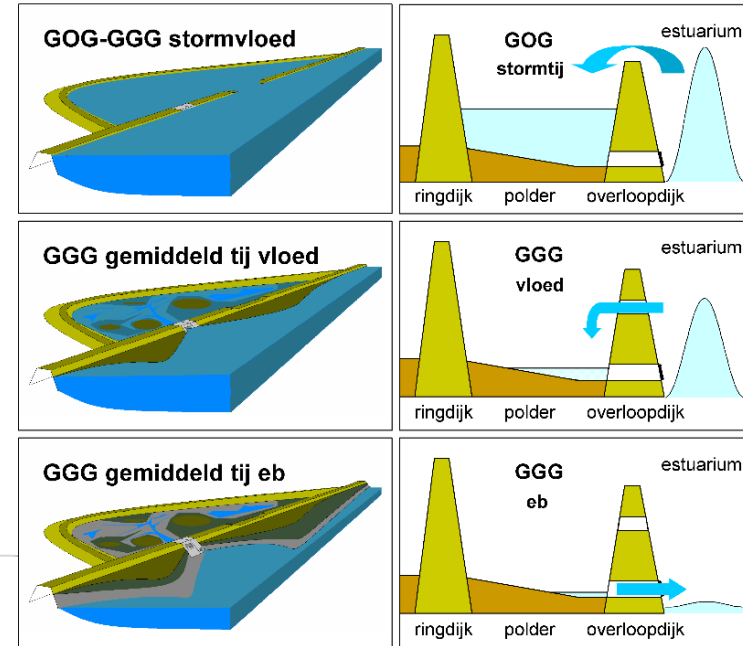 GOG-GGG stormvloed
GOG
stormtij
estuarium
ringdijk polder overloopdijk
GGG gemiddeld tij vloed
GGG
vloed
estuarium
ringdijk polder overloopdijk
GGG gemiddeld tij eb
GGG
eb
estuarium
ringdijk polder overloopdijk